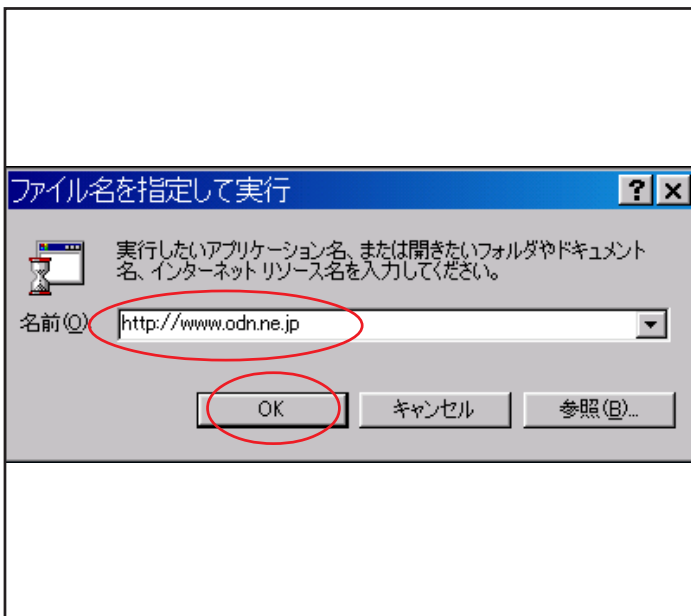 ファイル名を指定して実行
実行したいアプリケーション名、または開きたいフォルダやドキュメント
名、インターネット リソース名を入力してください。
名前(O): http://www.odn.ne.jp
OK キャンセル 参照(B)...